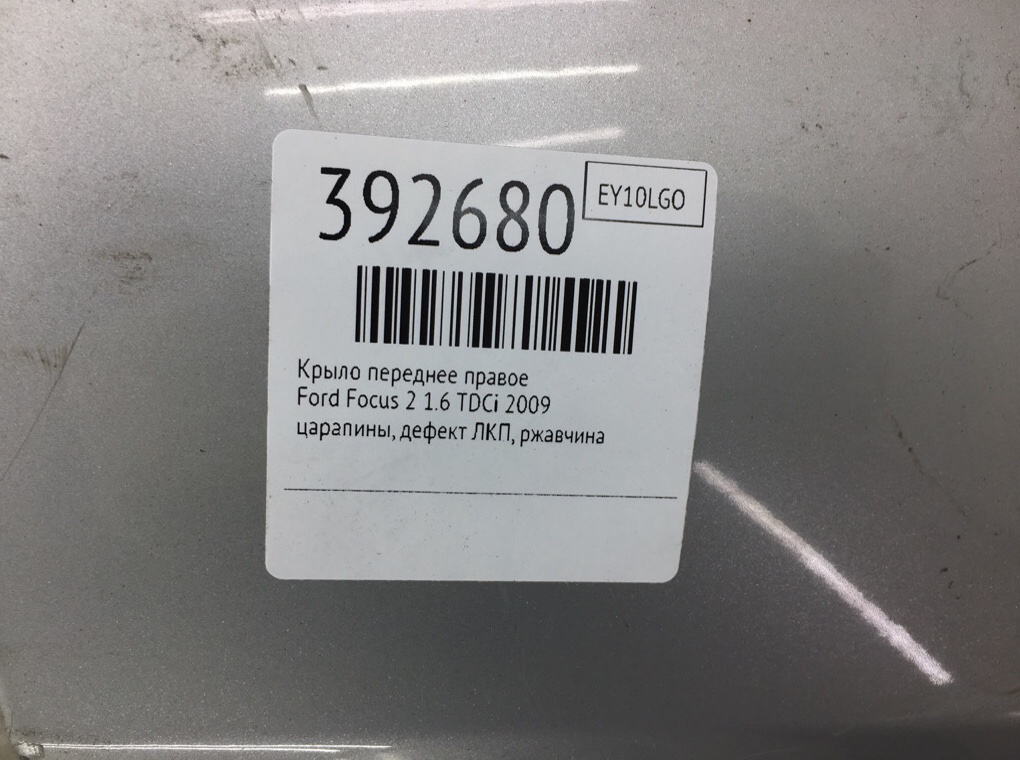 392680
EY10LGO
Крыло переднее правое
Ford Focus 2 1.6 TDCi 2009
царапины, дефект ЛКП, ржавчина